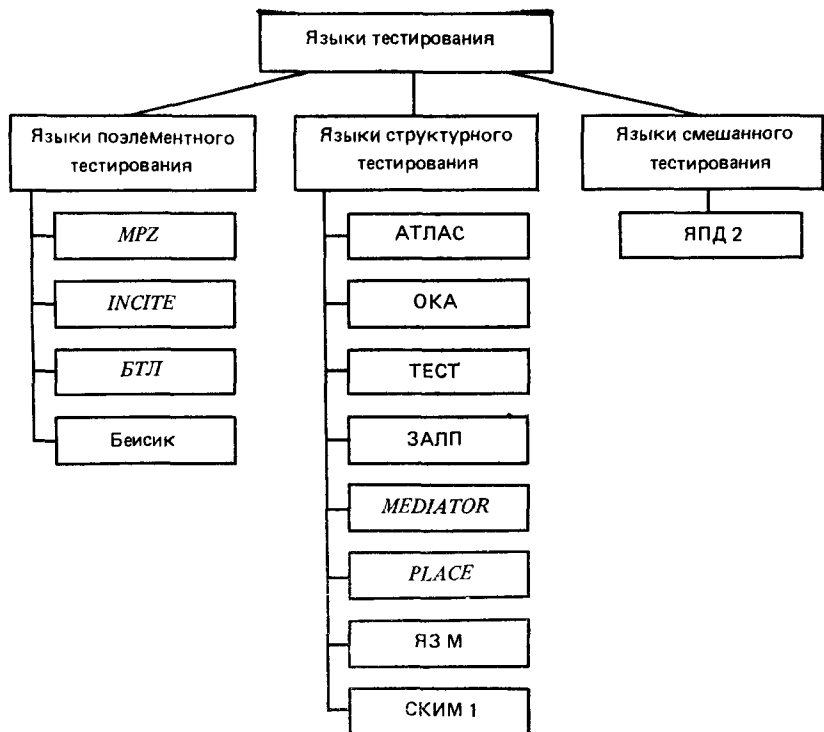 Языки тестирования
Языки поэлементного
тестирования
Языки структурного
тестирования
Языки смешанного
тестирования
MPZ
INCITE
БТЛ
Беисик
АТЛАС
ОКА
ТЕСТ
ЗАЛП
MEDIATOR
PLACE
ЯЗ М
СКИМ 1
ЯПД 2